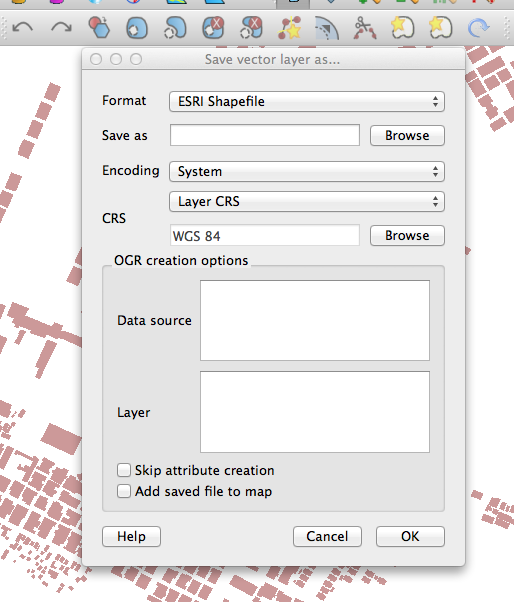 Save vector layer as...
Format ESRI Shapefile
Save as Browse
Encoding System
Layer CRS
CRS
WGS 84 Browse
OGR creation options
Data source
Layer
Skip attribute creation
Add saved file to map
Help Cancel OK